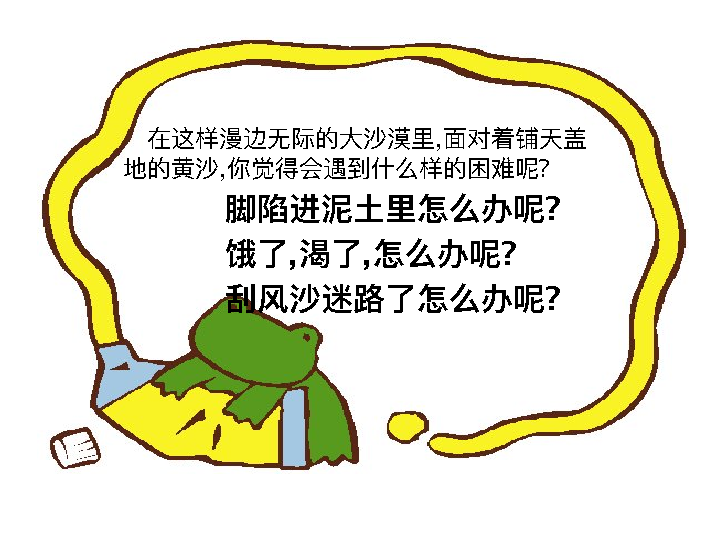 在这样漫边无际的大沙漠里,面对着铺天盖
地的黄沙,你觉得会遇到什么样的困难呢?
脚陷进泥土里怎么办呢?
饿了,渴了,怎么办呢?
刮风沙迷路了怎么办呢?